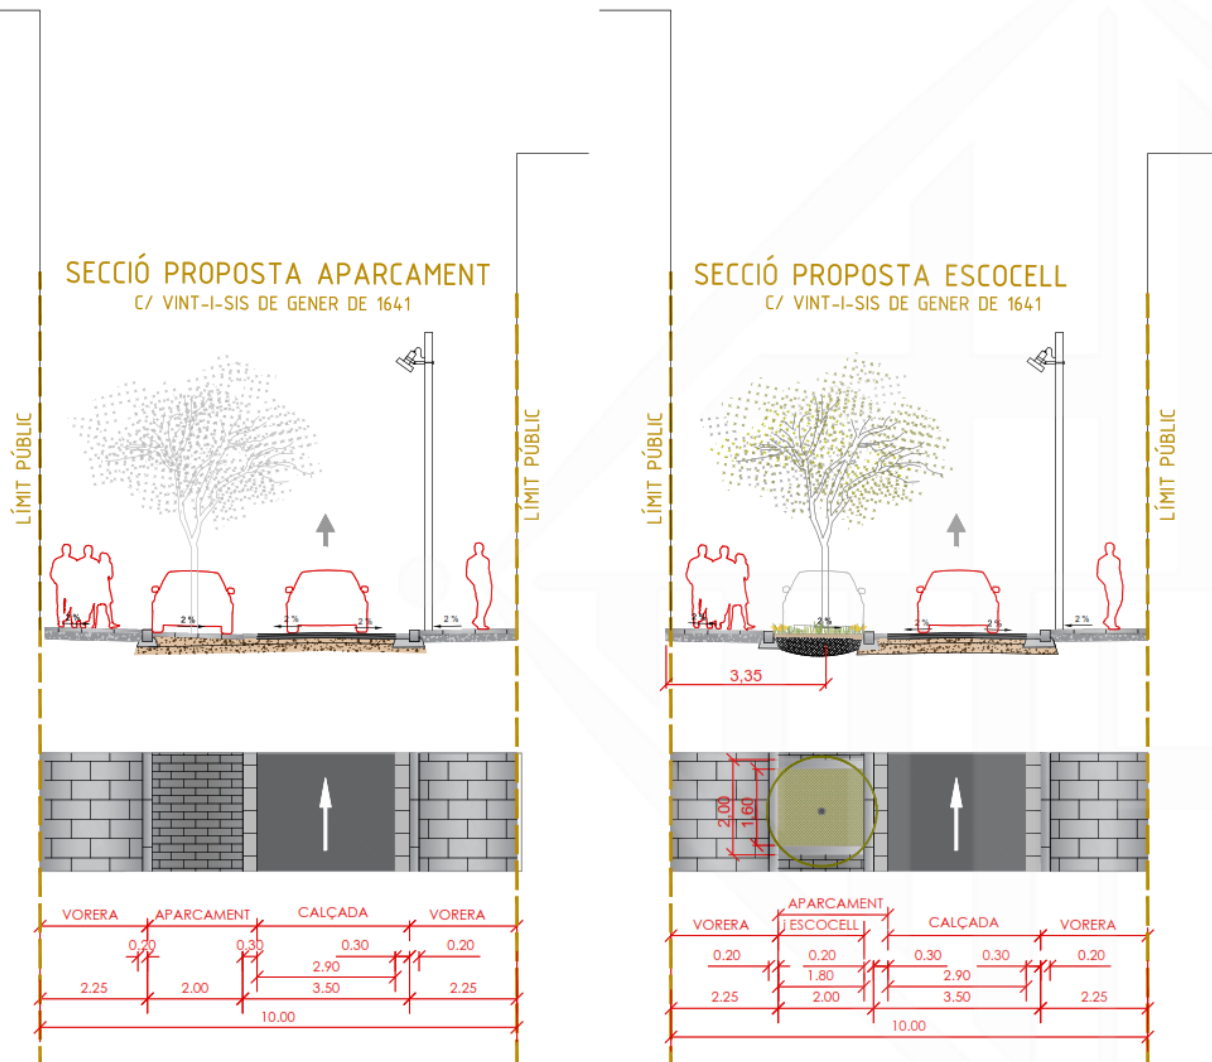 SECCIÓ PROPOSTA APARCAMENT
C/ VINT-I-SIS DE GENER DE 1641
LÍMIT PÚBLIC
LÍMIT PÚBLIC
2%
2%
2%
2%
2%
VORERA
APARCAMENT
CALÇADA
VORERA
0.20
0.30
0.30
0.20
2.90
2.25
2.00
3.50
2.25
10.00
SECCIÓ PROPOSTA ESCOCELL
C/ VINT-I-SIS DE GENER DE 1641
LÍMIT PÚBLIC
LÍMIT PÚBLIC
2%
2%
2%
2%
2%
3,35
2,00
1,60
APARCAMENT
VORERA
i ESCOCELL
CALÇADA
VORERA
0.20
0.20
0.30
0.30
0.20
1.80
2.90
2.25
2.00
3.50
2.25
10.00